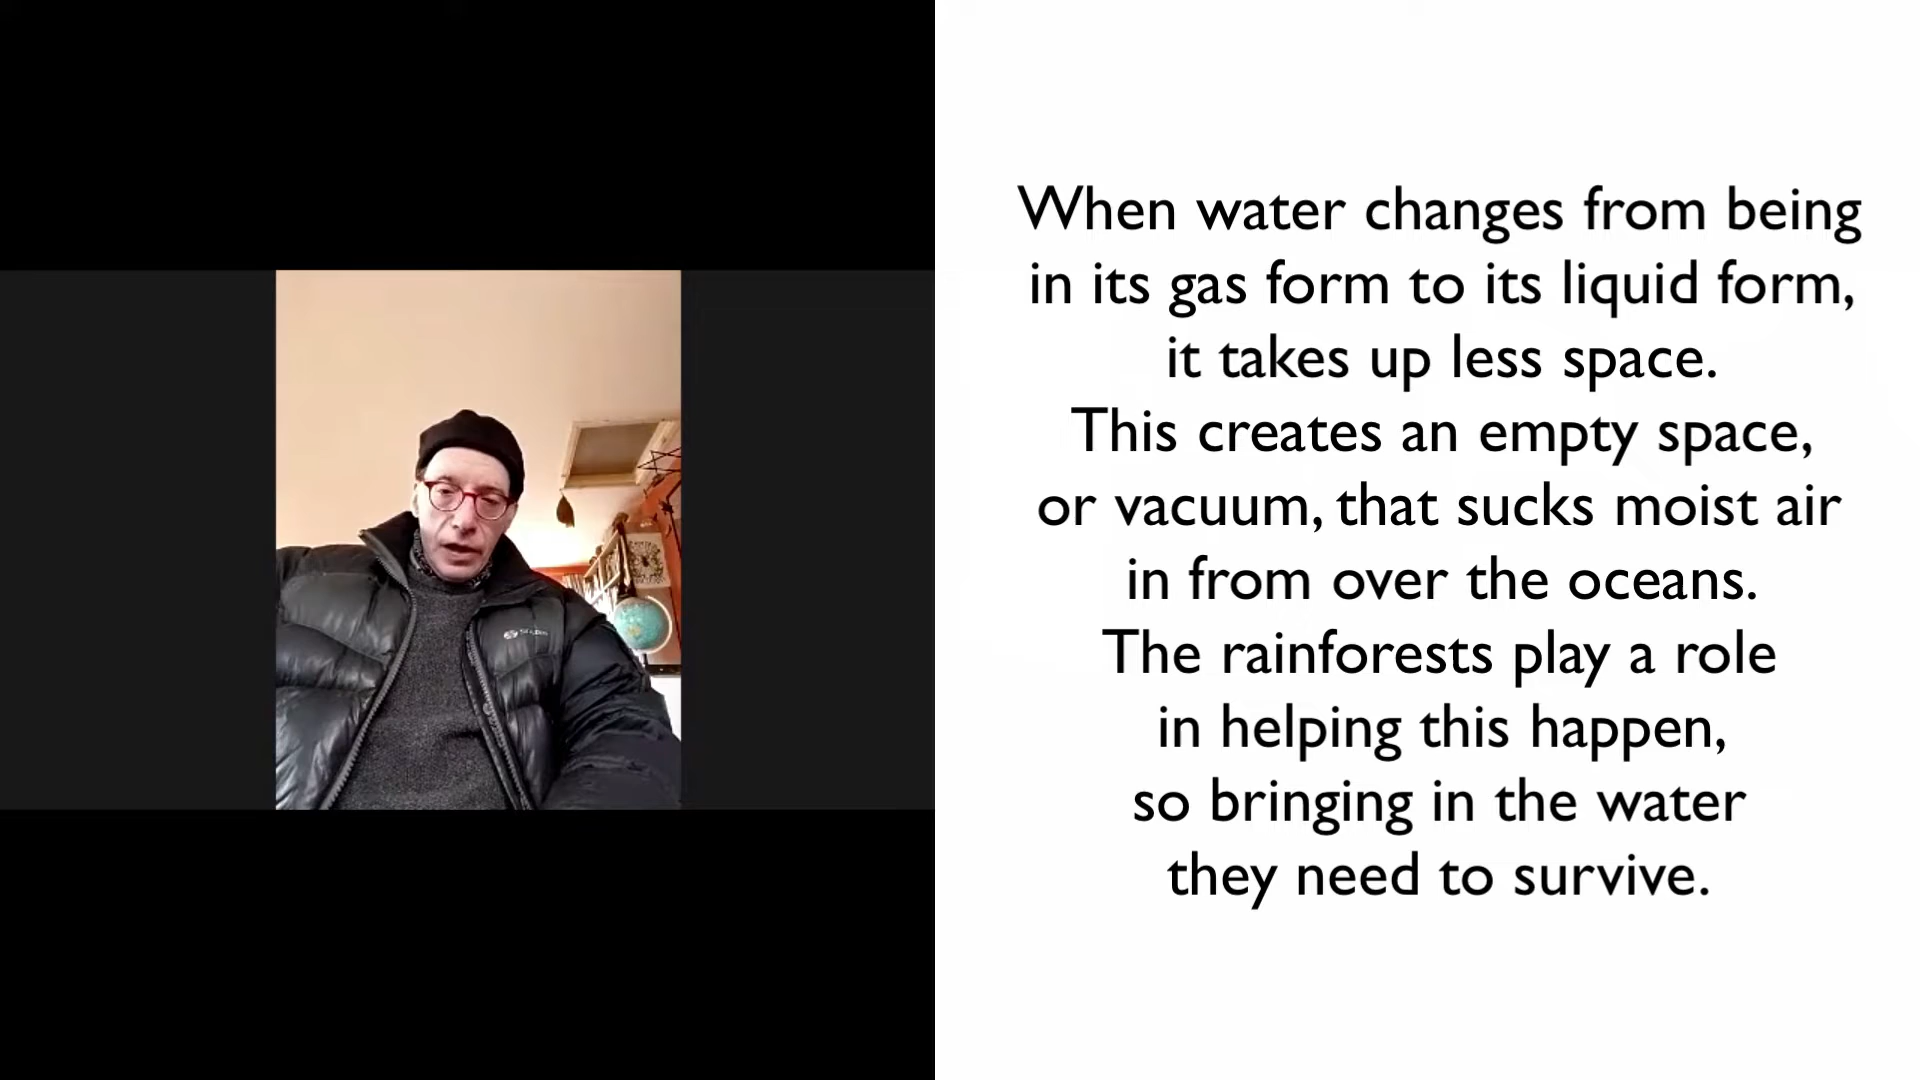 When water changes from being
in its gas form to its liquid form,
it takes up less space.
This creates an empty space,
or vacuum, that sucks moist air
in from over the oceans.
The rainforests play a role
in helping this happen,
so bringing in the water
they need to survive.